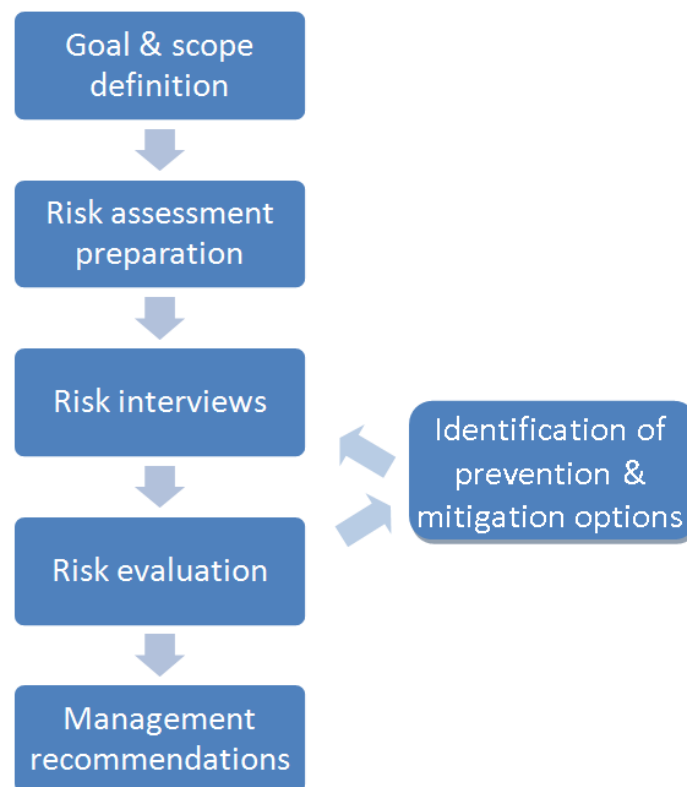 Goal & scope
definition
Risk assessment
preparation
Risk interviews
Identification of
prevention &
mitigation options
Risk evaluation
Management
recommendations